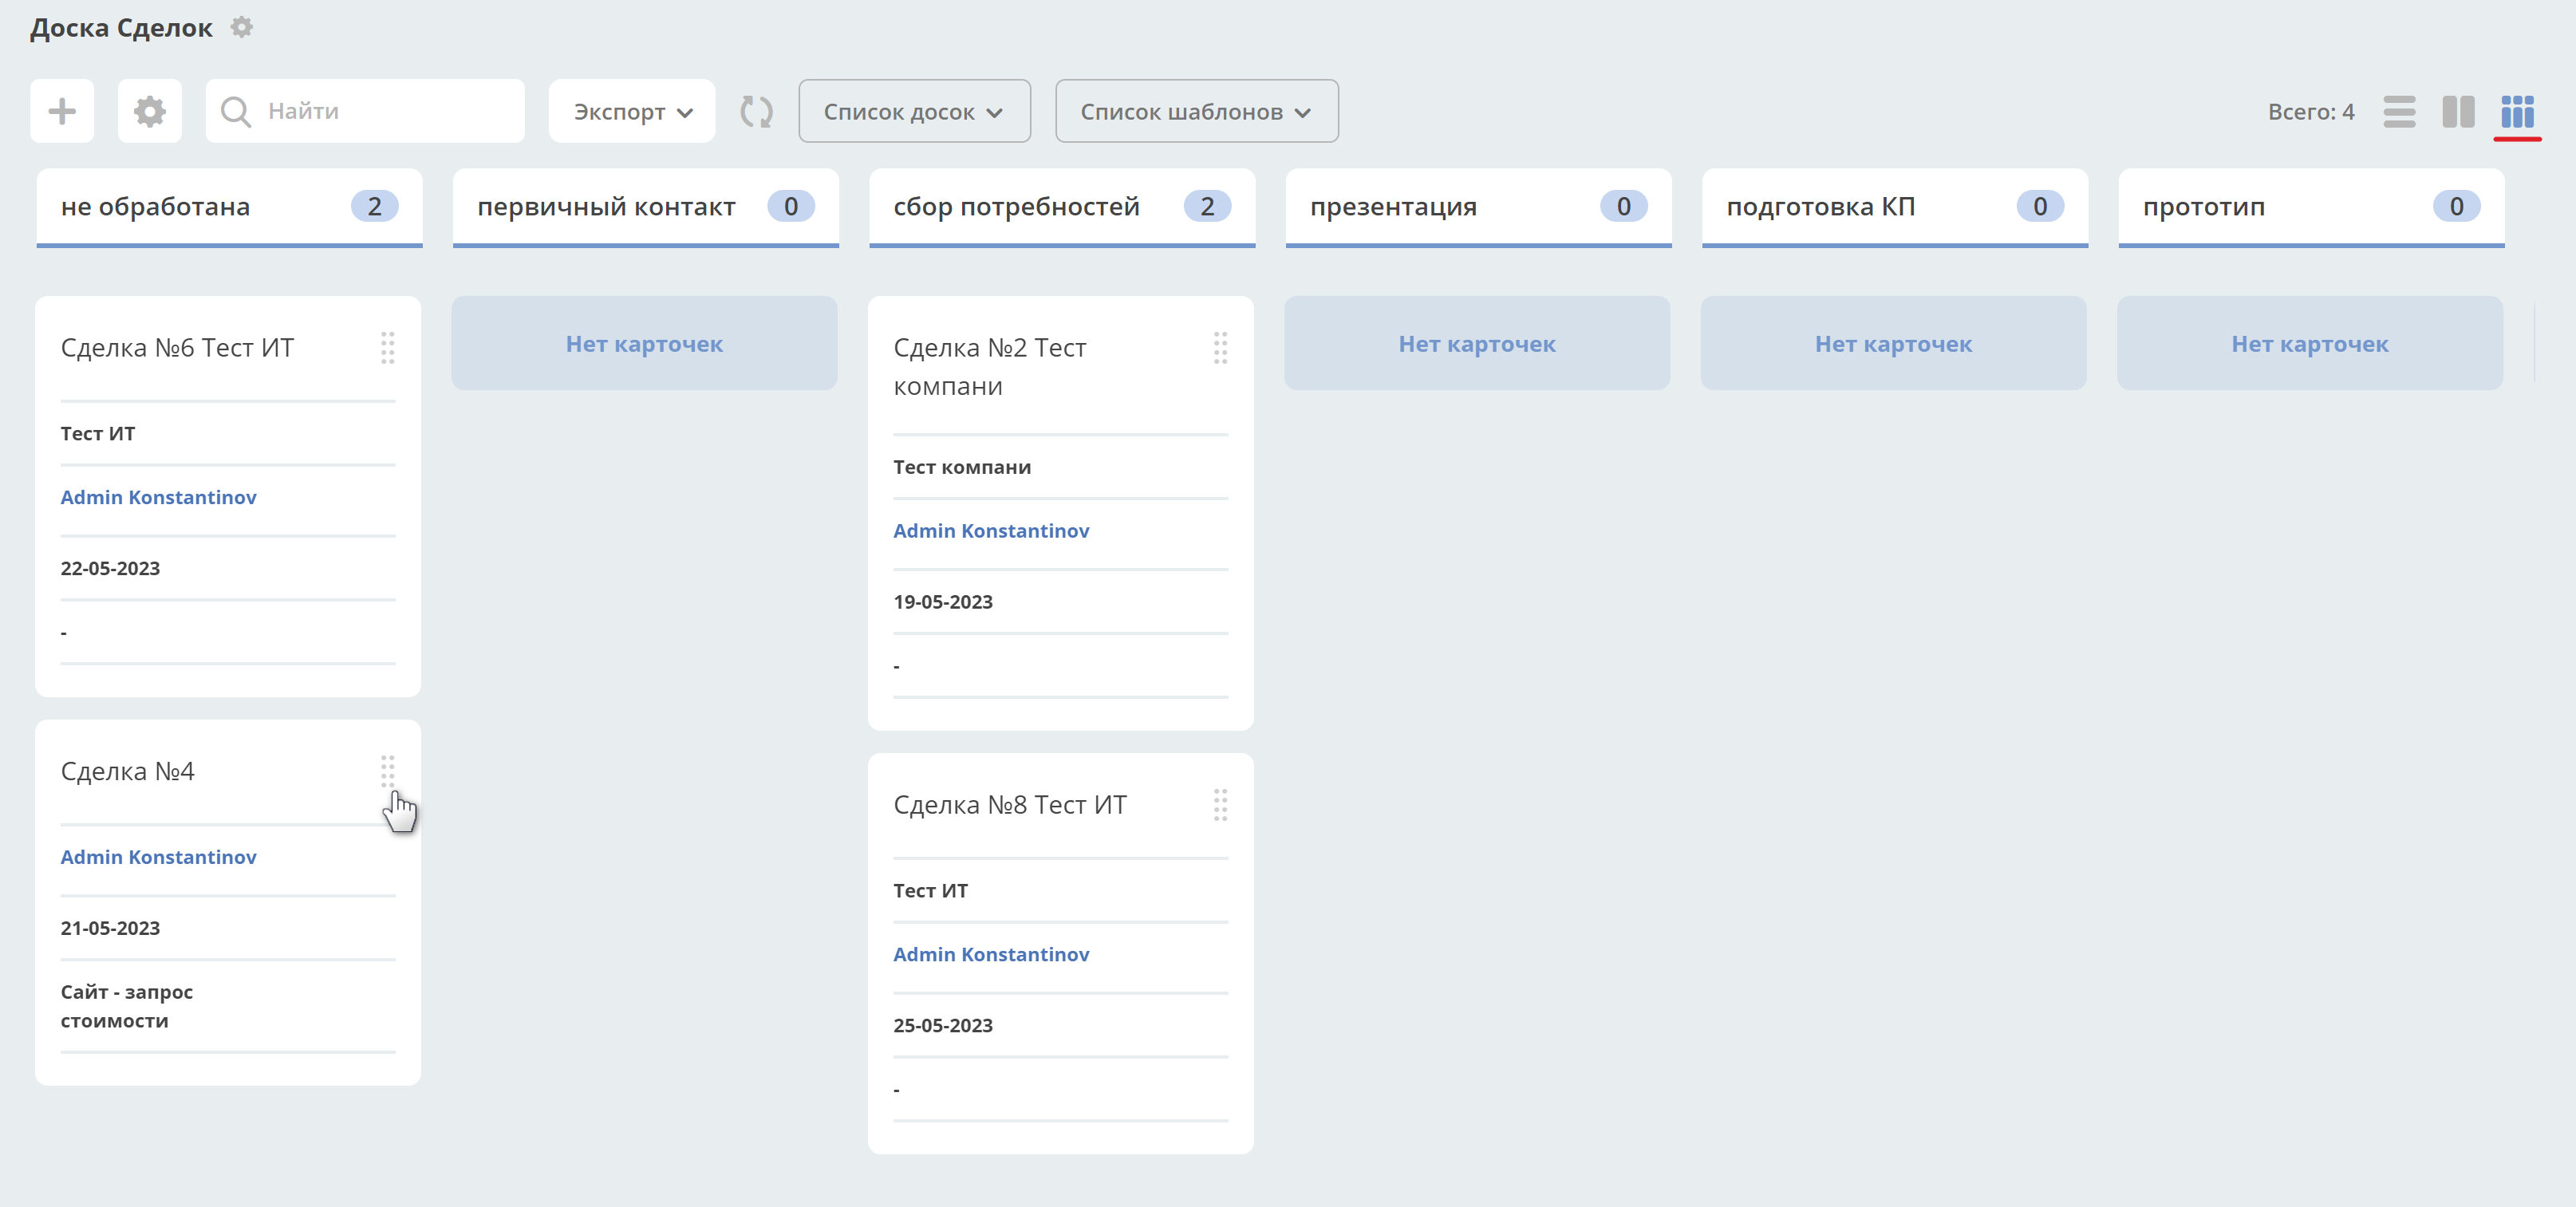 Доска Сделок
Найти
Экспорт
Список досок
Список шаблонов
Всего: 4
не обработана 2
первичный контакт 0
сбор потребностей 2
презентация 0
подготовка КП 0
прототип 0
Сделка №6 Тест ИТ
Тест ИТ
Admin Konstantinov
22-05-2023
-
Сделка №4
Admin Konstantinov
21-05-2023
Сайт - запрос
стоимости
Нет карточек
Сделка №2 Тест
компани
Тест компани
Admin Konstantinov
19-05-2023
-
Сделка №8 Тест ИТ
Тест ИТ
Admin Konstantinov
25-05-2023
-
Нет карточек
Нет карточек
Нет карточек